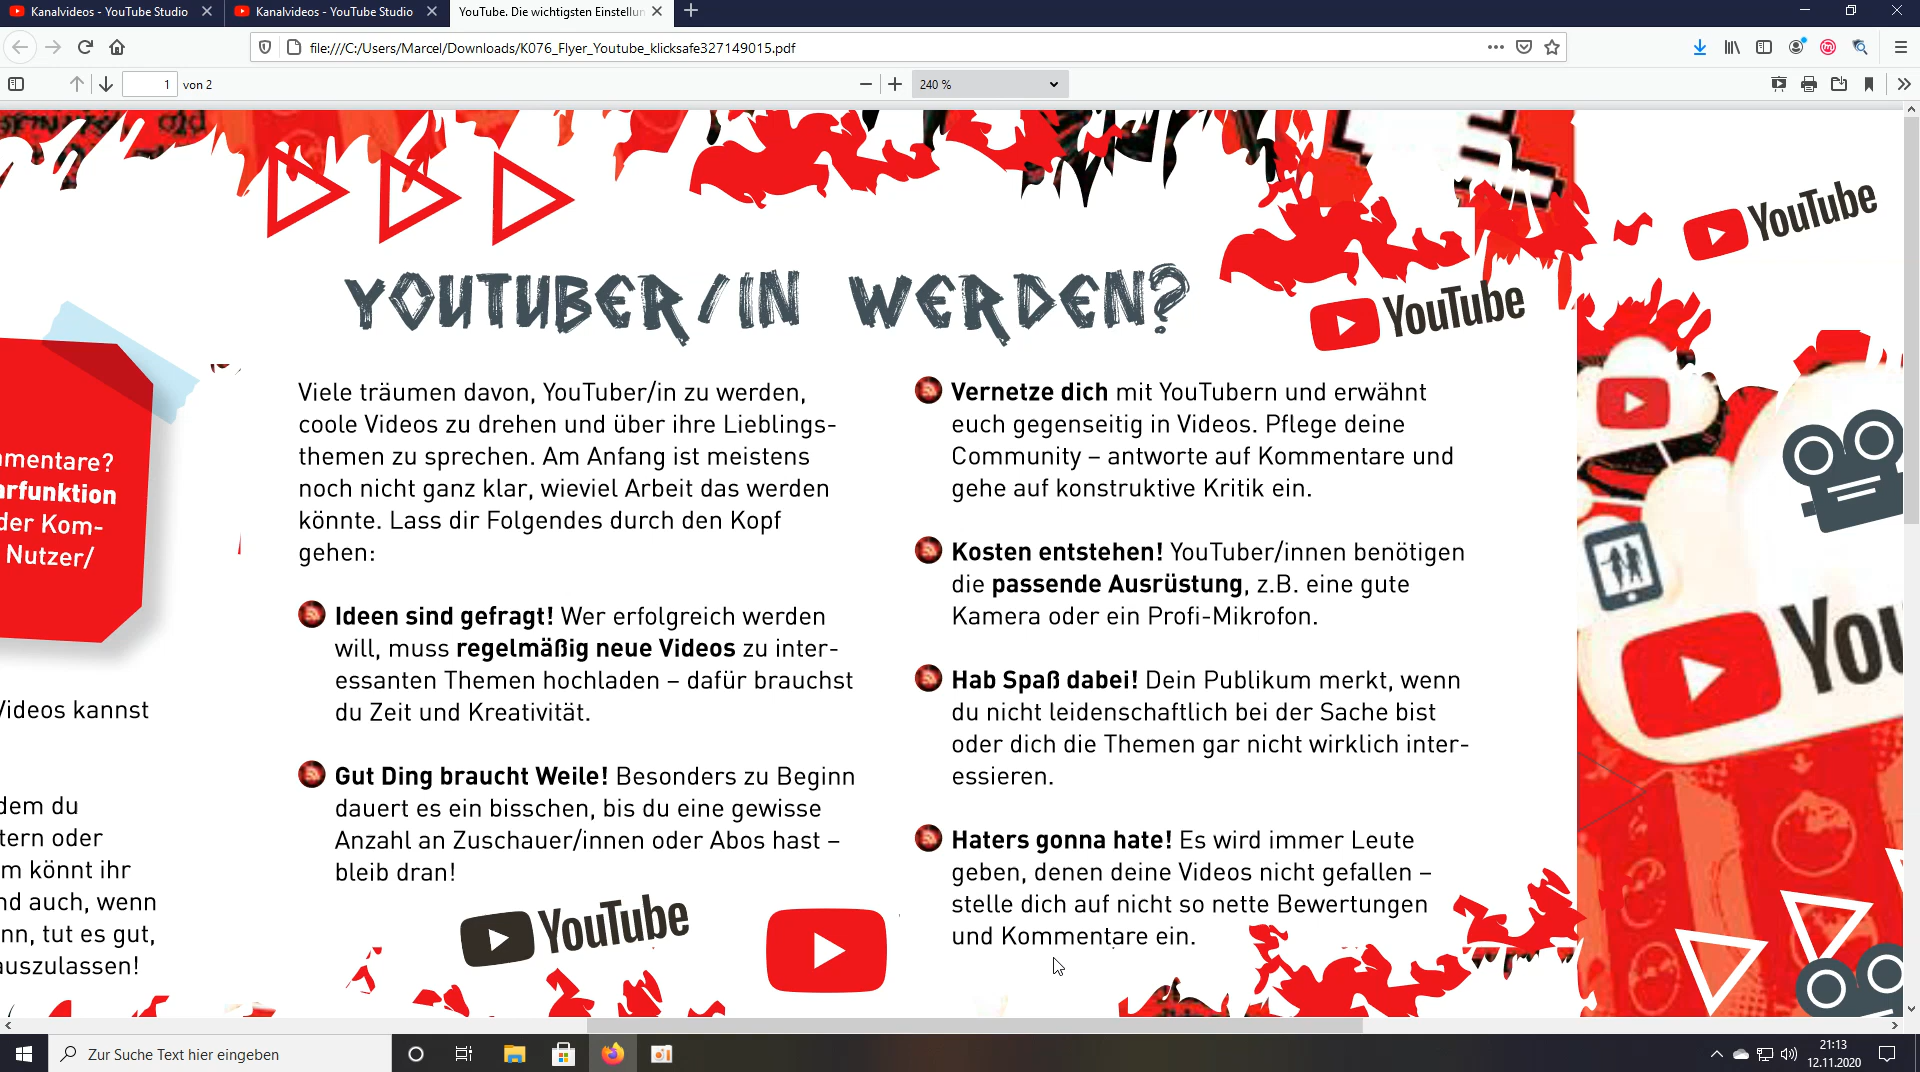 Kanalvideos - YouTube Studio
Kanalvideos - YouTube Studio
YouTube. Die wichtigsten Einstellun
file:///C:/Users/Marcel/Downloads/K076_Flyer_Youtube_klicksafe327149015.pdf
1 von 2
240 %
YouTube
YOUTUBER/IN WERDEN?
YouTube
mmentare?
arfunktion
der Kom-
Nutzer/
Videos kannst
dem du
tern oder
m könnt ihr
nd auch, wenn
nn, tut es gut,
auszulassen!
Viele träumen davon, YouTuber/in zu werden,
coole Videos zu drehen und über ihre Lieblings-
themen zu sprechen. Am Anfang ist meistens
noch nicht ganz klar, wieviel Arbeit das werden
könnte. Lass dir Folgendes durch den Kopf
gehen:
Ideen sind gefragt! Wer erfolgreich werden
will, muss regelmäßig neue Videos zu inter-
essanten Themen hochladen – dafür brauchst
du Zeit und Kreativität.
Gut Ding braucht Weile! Besonders zu Beginn
dauert es ein bisschen, bis du eine gewisse
Anzahl an Zuschauer/innen oder Abos hast –
bleib dran!
YouTube
Vernetze dich mit YouTubern und erwähnt
euch gegenseitig in Videos. Pflege deine
Community – antworte auf Kommentare und
gehe auf konstruktive Kritik ein.
Kosten entstehen! YouTuber/innen benötigen
die passende Ausrüstung, z.B. eine gute
Kamera oder ein Profi-Mikrofon.
Hab Spaß dabei! Dein Publikum merkt, wenn
du nicht leidenschaftlich bei der Sache bist
oder dich die Themen gar nicht wirklich inter-
essieren.
Haters gonna hate! Es wird immer Leute
geben, denen deine Videos nicht gefallen –
stelle dich auf nicht so nette Bewertungen
und Kommentare ein.
You
Zur Suche Text hier eingeben
21:13
12.11.2020